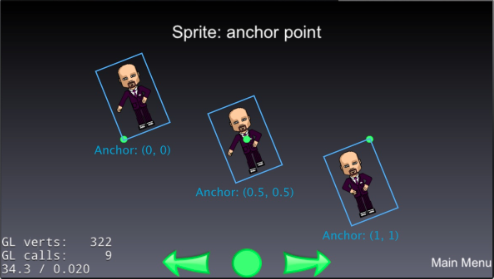 Sprite: anchor point
Anchor: (0, 0)
Anchor: (0.5, 0.5)
Anchor: (1, 1)
GL verts: 322
GL calls: 9
34.3 / 0.020
Main Menu